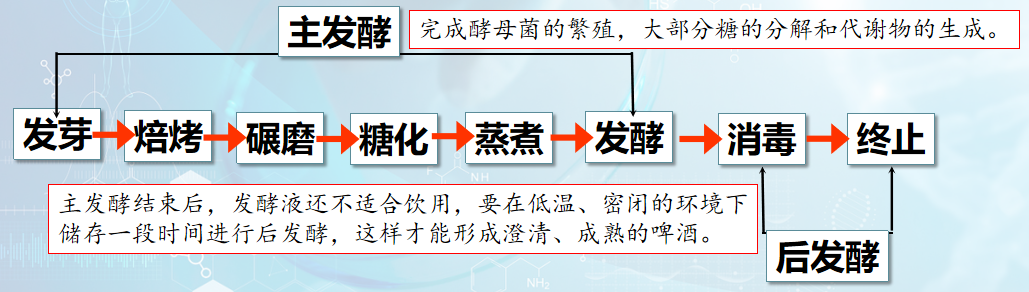 主发酵
完成酵母菌的繁殖，大部分糖的分解和代谢物的生成。
发芽 焙烤 碾磨 糖化 蒸煮 发酵 消毒 终止
主发酵结束后，发酵液还不适合饮用，要在低温、密闭的环境下
储存一段时间进行后发酵，这样才能形成澄清、成熟的啤酒。
后发酵
NH
NH₂